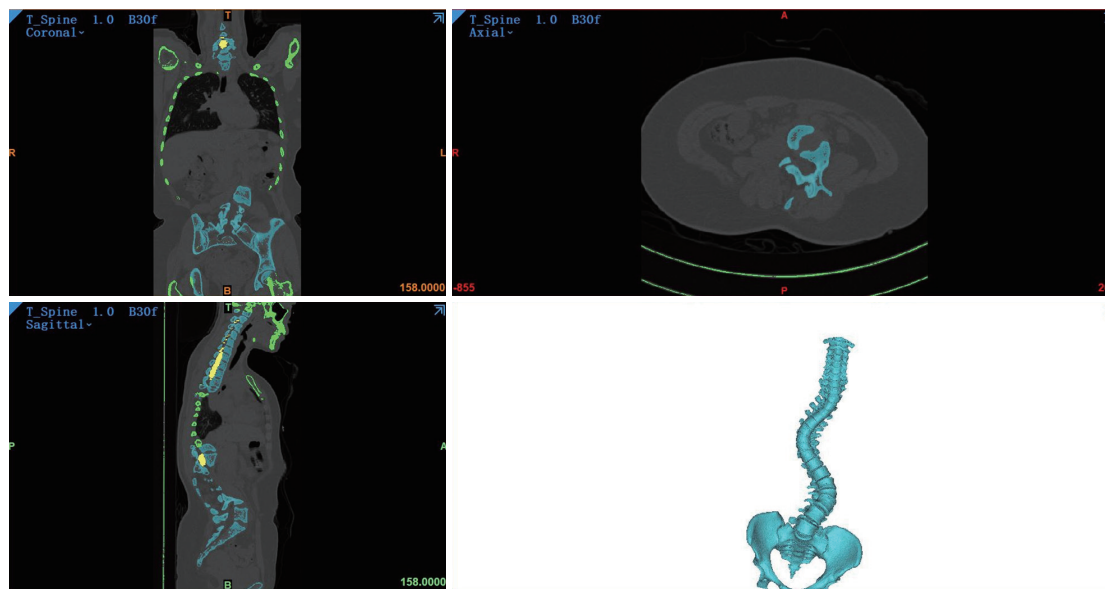 T_Spine 1.0 B30f
Coronal
T
R
L
B
158.0000
T_Spine 1.0 B30f
Axial
A
R
-855
P
2
T_Spine 1.0 B30f
Sagittal
T
P
A
B
158.0000